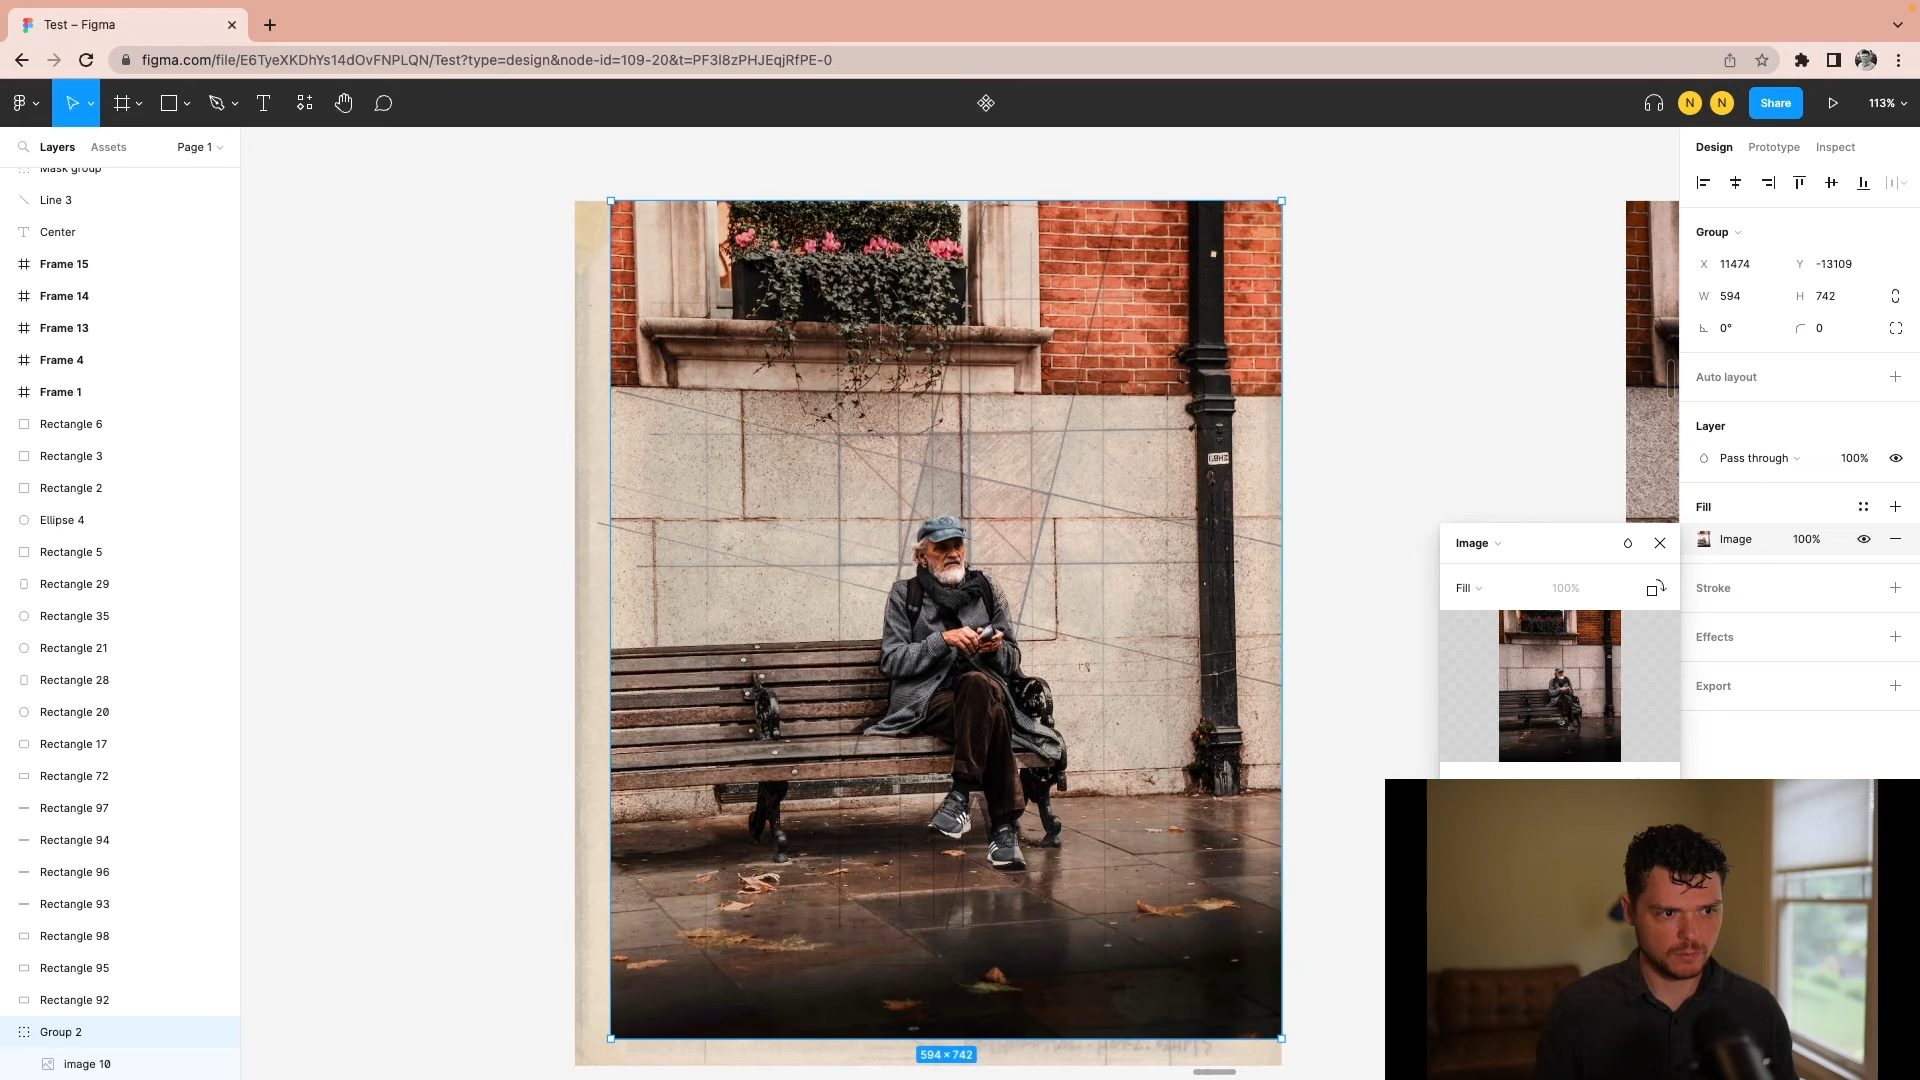 Test – Figma
figma.com/file/E6TyeXKDhYs14dOvFNPLQN/Test?type=design&node-id=109-20&t=PF3I8zPHJEqjRfPE-0
N
N
Share
113%
Layers
Assets
Page 1
Mask group
Line 3
Center
Frame 15
Frame 14
Frame 13
Frame 4
Frame 1
Rectangle 6
Rectangle 3
Rectangle 2
Ellipse 4
Rectangle 5
Rectangle 29
Rectangle 35
Rectangle 21
Rectangle 28
Rectangle 20
Rectangle 17
Rectangle 72
Rectangle 97
Rectangle 94
Rectangle 96
Rectangle 93
Rectangle 98
Rectangle 95
Rectangle 92
Group 2
image 10
594 × 742
Design
Prototype
Inspect
Group
X 11474 Y -13109
W 594 H 742
0° 0
Auto layout
Layer
Pass through 100%
Fill
Image 100%
Stroke
Effects
Export
Image
Fill 100%